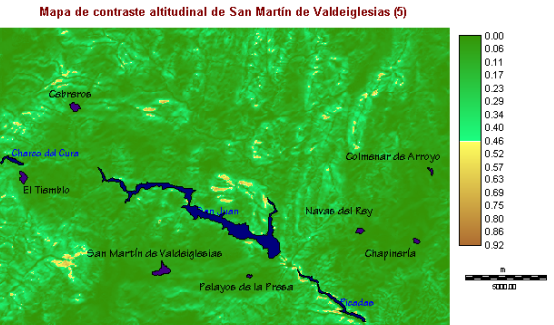 Mapa de contraste altitudinal de San Martín de Valdeiglesias (5)
0.00
0.06
0.11
0.17
0.23
0.29
0.34
0.40
0.46
0.52
0.57
0.63
0.69
0.75
0.80
0.86
0.92
Cebreros
Charco del Cura
Colmenar de Arroyo
El Tiemblo
San Juan
Navas del Rey
San Martín de Valdeiglesias
Chapinería
Pelayos de la Presa
Picadas
m
5000.00